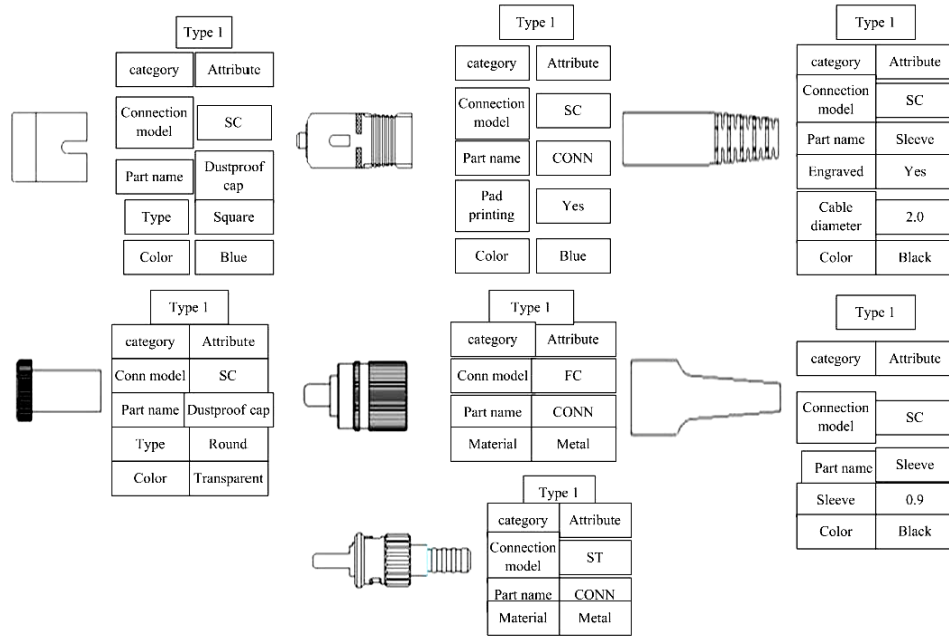 Type 1
category Attribute
Connection
model
SC
Part name
Dustproof
cap
Type Square
Color Blue
Type 1
category Attribute
Connection
model
SC
Part name CONN
Pad
printing
Yes
Color Blue
Type 1
category Attribute
Connection
model
SC
Part name Sleeve
Engraved Yes
Cable
diameter
2.0
Color Black
Type 1
category Attribute
Conn model SC
Part name Dustproof cap
Type Round
Color Transparent
Type 1
category Attribute
Conn model FC
Part name CONN
Material Metal
Type 1
category Attribute
Connection
model
SC
Part name Sleeve
Sleeve 0.9
Color Black
Type 1
category Attribute
Connection
model
ST
Part name CONN
Material Metal